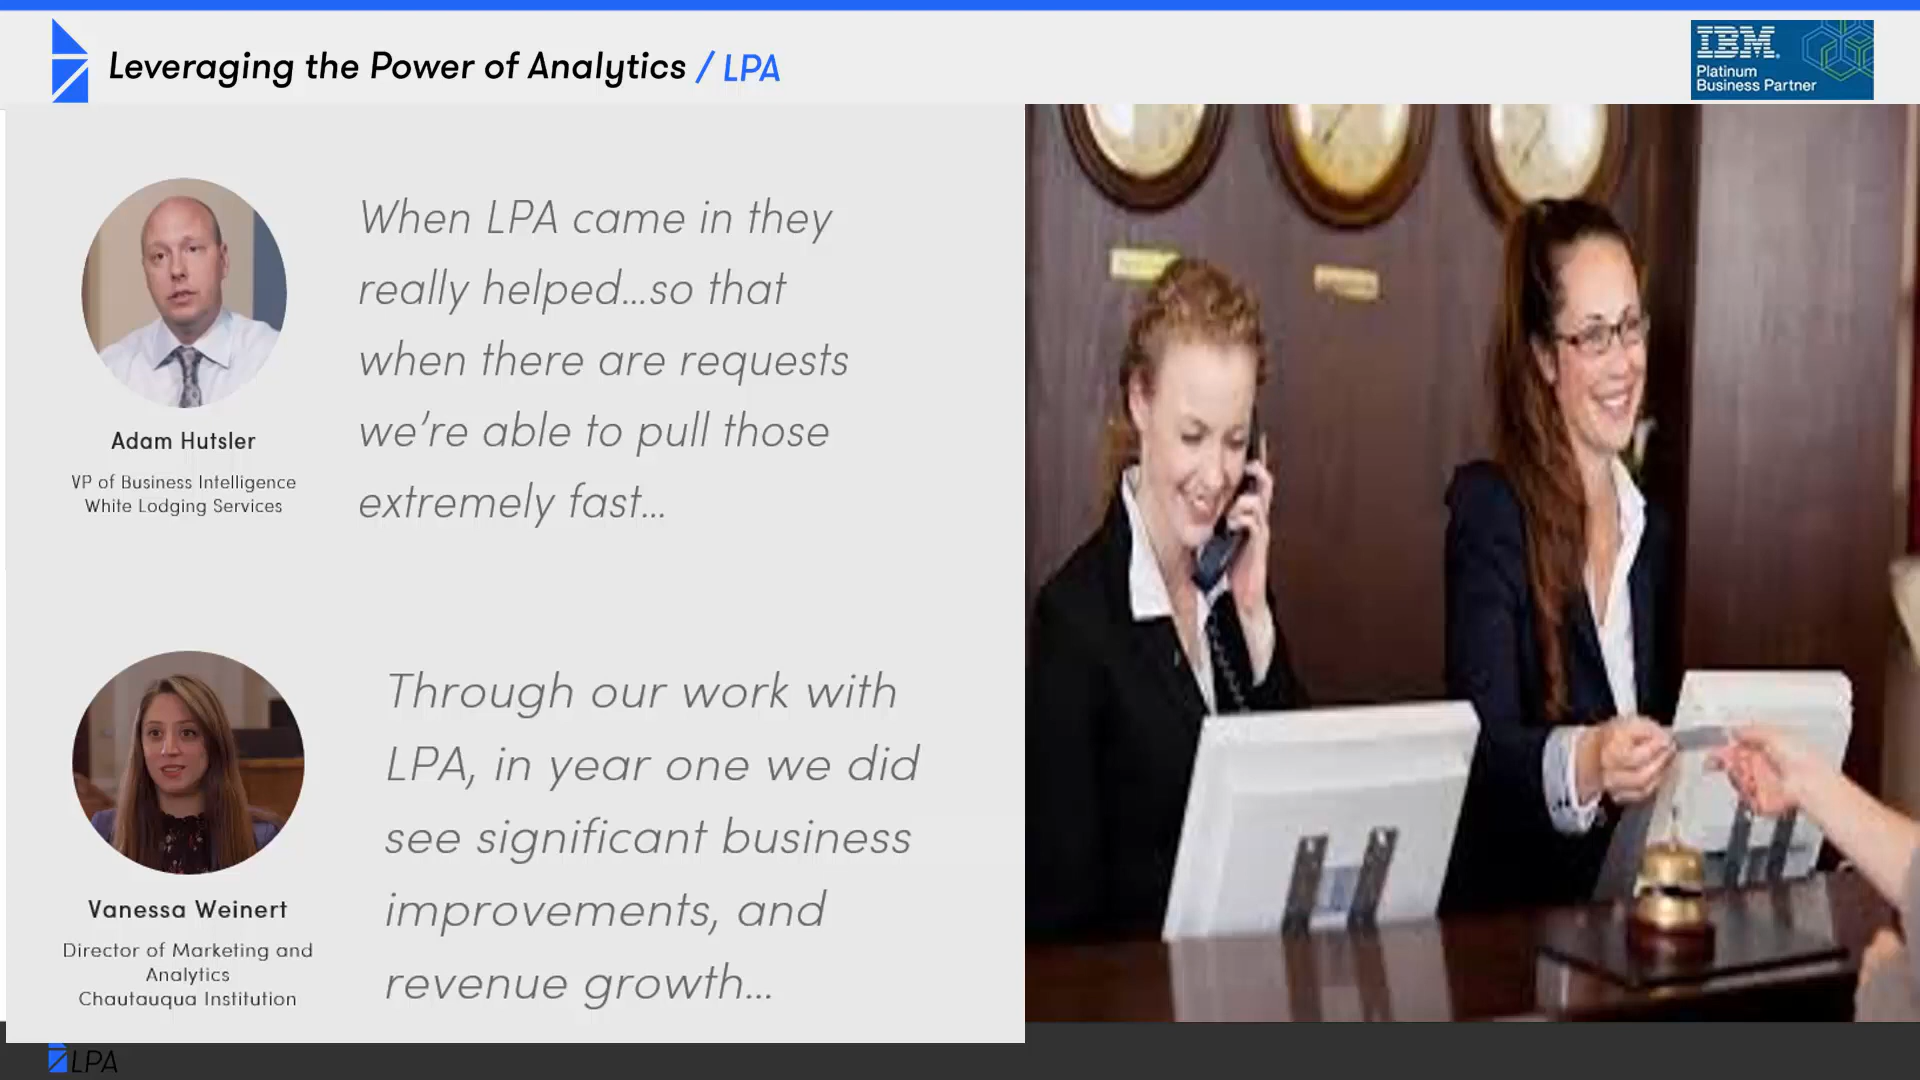 Leveraging the Power of Analytics / LPA
IBM
Platinum
Business Partner
When LPA came in they
really helped...so that
when there are requests
we're able to pull those
extremely fast...
Adam Hutsler
VP of Business Intelligence
White Lodging Services
Through our work with
LPA, in year one we did
see significant business
improvements, and
revenue growth...
Vanessa Weinert
Director of Marketing and
Analytics
Chautauqua Institution
LPA